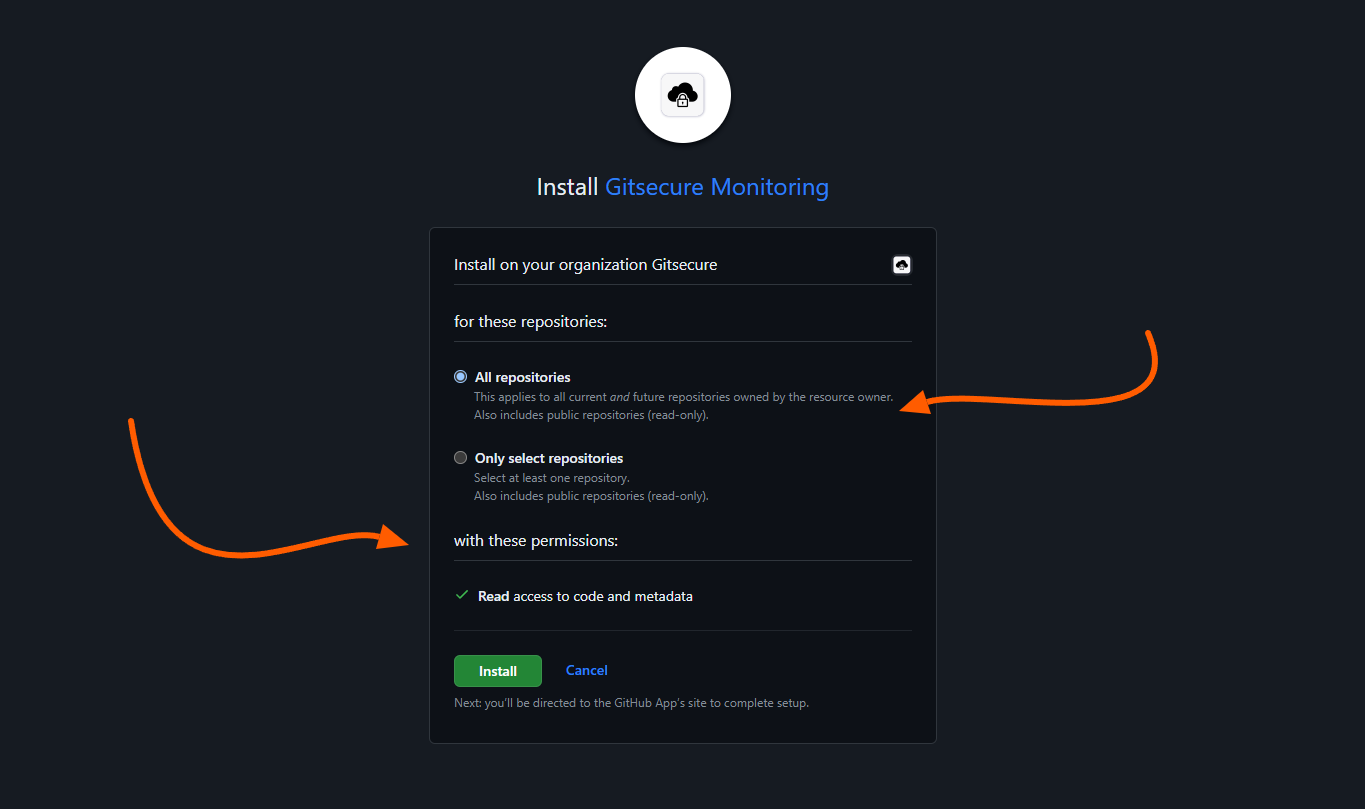 Install Gitsecure Monitoring
Install on your organization Gitsecure
for these repositories:
All repositories
This applies to all current and future repositories owned by the resource owner.
Also includes public repositories (read-only).
Only select repositories
Select at least one repository.
Also includes public repositories (read-only).
with these permissions:
Read access to code and metadata
Install Cancel
Next: you'll be directed to the GitHub App's site to complete setup.